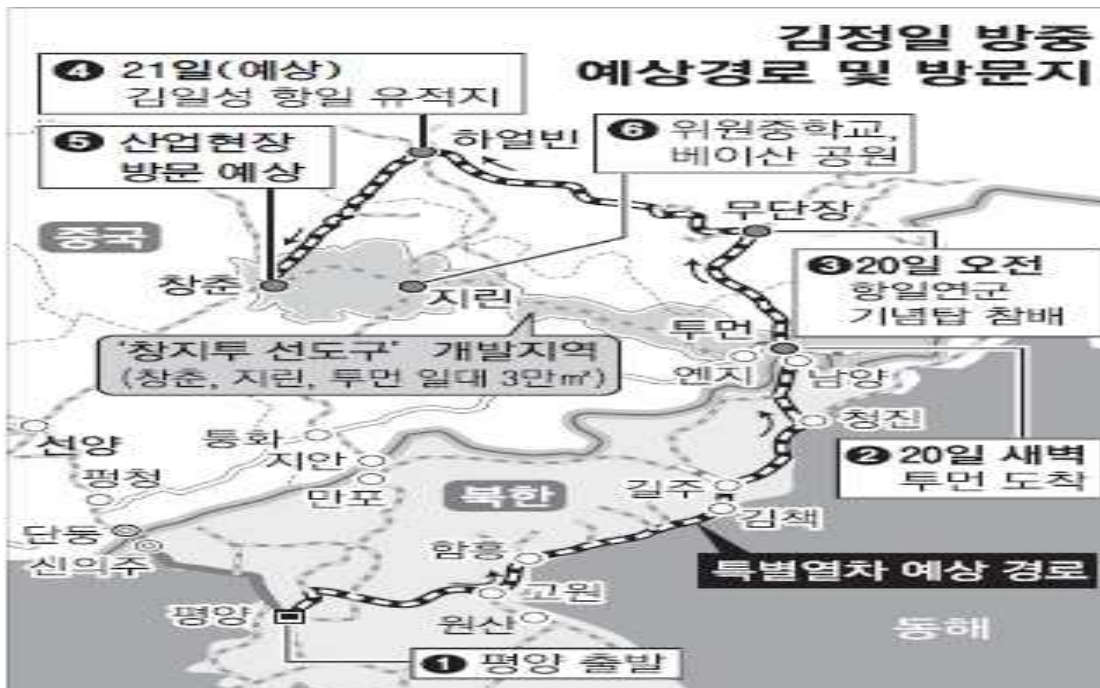 김정일 방중
예상경로 및 방문지
❹ 21일(예상)
김일성 항일 유적지
❺ 산업현장
방문 예상
하얼빈
❻ 위원중학교,
베이산 공원
중국
무단장
❸20일 오전
항일연군
기념탑 참배
창춘
지린
투먼
'창지투 선도구' 개발지역
(창춘, 지린, 투먼 일대 3만㎡)
옌지
남양
청진
선양
통화
지안
❷ 20일 새벽
투먼 도착
펑청
만포
북한
길주
김책
단둥
신의주
함흥
특별열차 예상 경로
평양
고원
원산
동해
❶ 평양 출발